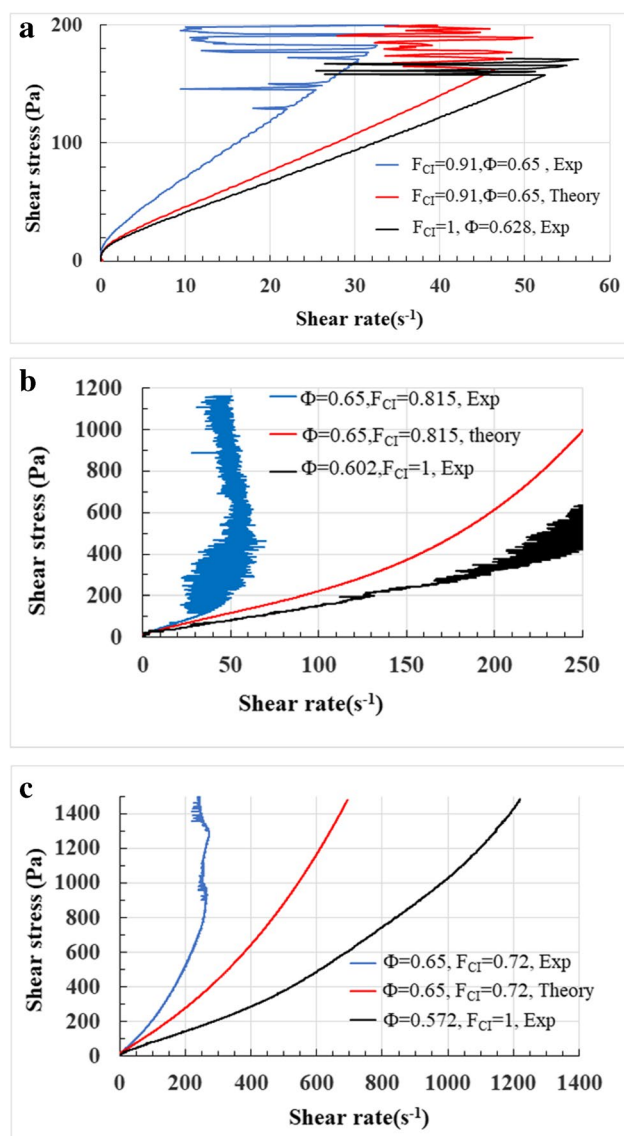 a
200
100
0
Shear stress (Pa)
F_CI=0.91,Φ=0.65 , Exp
F_CI=0.91,Φ=0.65, Theory
F_CI=1, Φ=0.628, Exp
0 10 20 30 40 50 60
Shear rate(s⁻¹)
b
1200
1000
800
600
400
200
0
Shear stress (Pa)
Φ=0.65,F_CI=0.815, Exp
Φ=0.65,F_CI=0.815, theory
Φ=0.602,F_CI=1, Exp
0 50 100 150 200 250
Shear rate(s⁻¹)
c
1400
1200
1000
800
600
400
200
0
Shear stress (Pa)
Φ=0.65, F_CI=0.72, Exp
Φ=0.65, F_CI=0.72, Theory
Φ=0.572, F_CI=1, Exp
0 200 400 600 800 1000 1200 1400
Shear rate(s⁻¹)